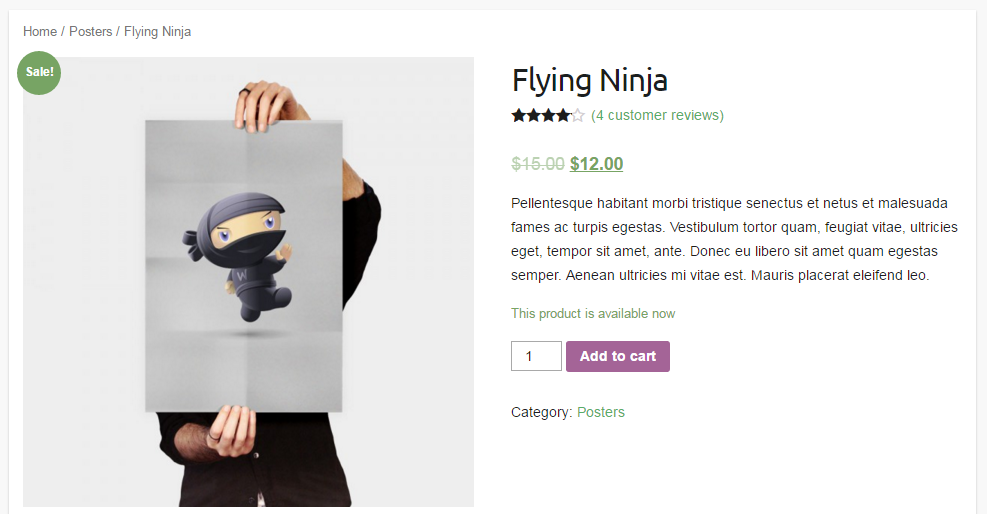 Home / Posters / Flying Ninja
Sale!
Flying Ninja
(4 customer reviews)
$15.00 $12.00
Pellentesque habitant morbi tristique senectus et netus et malesuada
fames ac turpis egestas. Vestibulum tortor quam, feugiat vitae, ultricies
eget, tempor sit amet, ante. Donec eu libero sit amet quam egestas
semper. Aenean ultricies mi vitae est. Mauris placerat eleifend leo.
This product is available now
1 Add to cart
Category: Posters
W